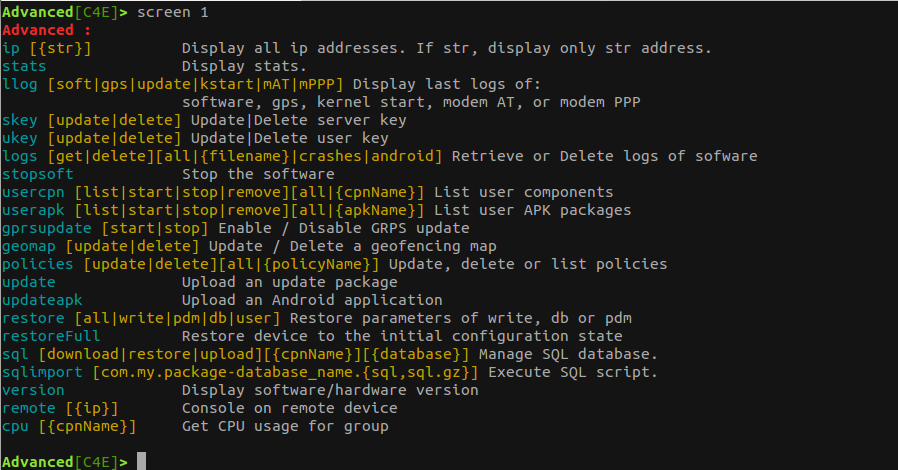 Advanced[C4E]> screen 1
Advanced :
ip [{str}] Display all ip addresses. If str, display only str address.
stats Display stats.
llog [soft|gps|update|kstart|mAT|mPPP] Display last logs of:
software, gps, kernel start, modem AT, or modem PPP
skey [update|delete] Update|Delete server key
ukey [update|delete] Update|Delete user key
logs [get|delete][all|{filename}|crashes|android] Retrieve or Delete logs of sofware
stopsoft Stop the software
usercpn [list|start|stop|remove][all|{cpnName}] List user components
userapk [list|start|stop|remove][all|{apkName}] List user APK packages
gprsupdate [start|stop] Enable / Disable GRPS update
geomap [update|delete] Update / Delete a geofencing map
policies [update|delete][all|{policyName}] Update, delete or list policies
update Upload an update package
updateapk Upload an Android application
restore [all|write|pdm|db|user] Restore parameters of write, db or pdm
restoreFull Restore device to the initial configuration state
sql [download|restore|upload][{cpnName}][{database}] Manage SQL database.
sqlimport [com.my.package-database_name.{sql,sql.gz}] Execute SQL script.
version Display software/hardware version
remote [{ip}] Console on remote device
cpu [{cpnName}] Get CPU usage for group
Advanced[C4E]>